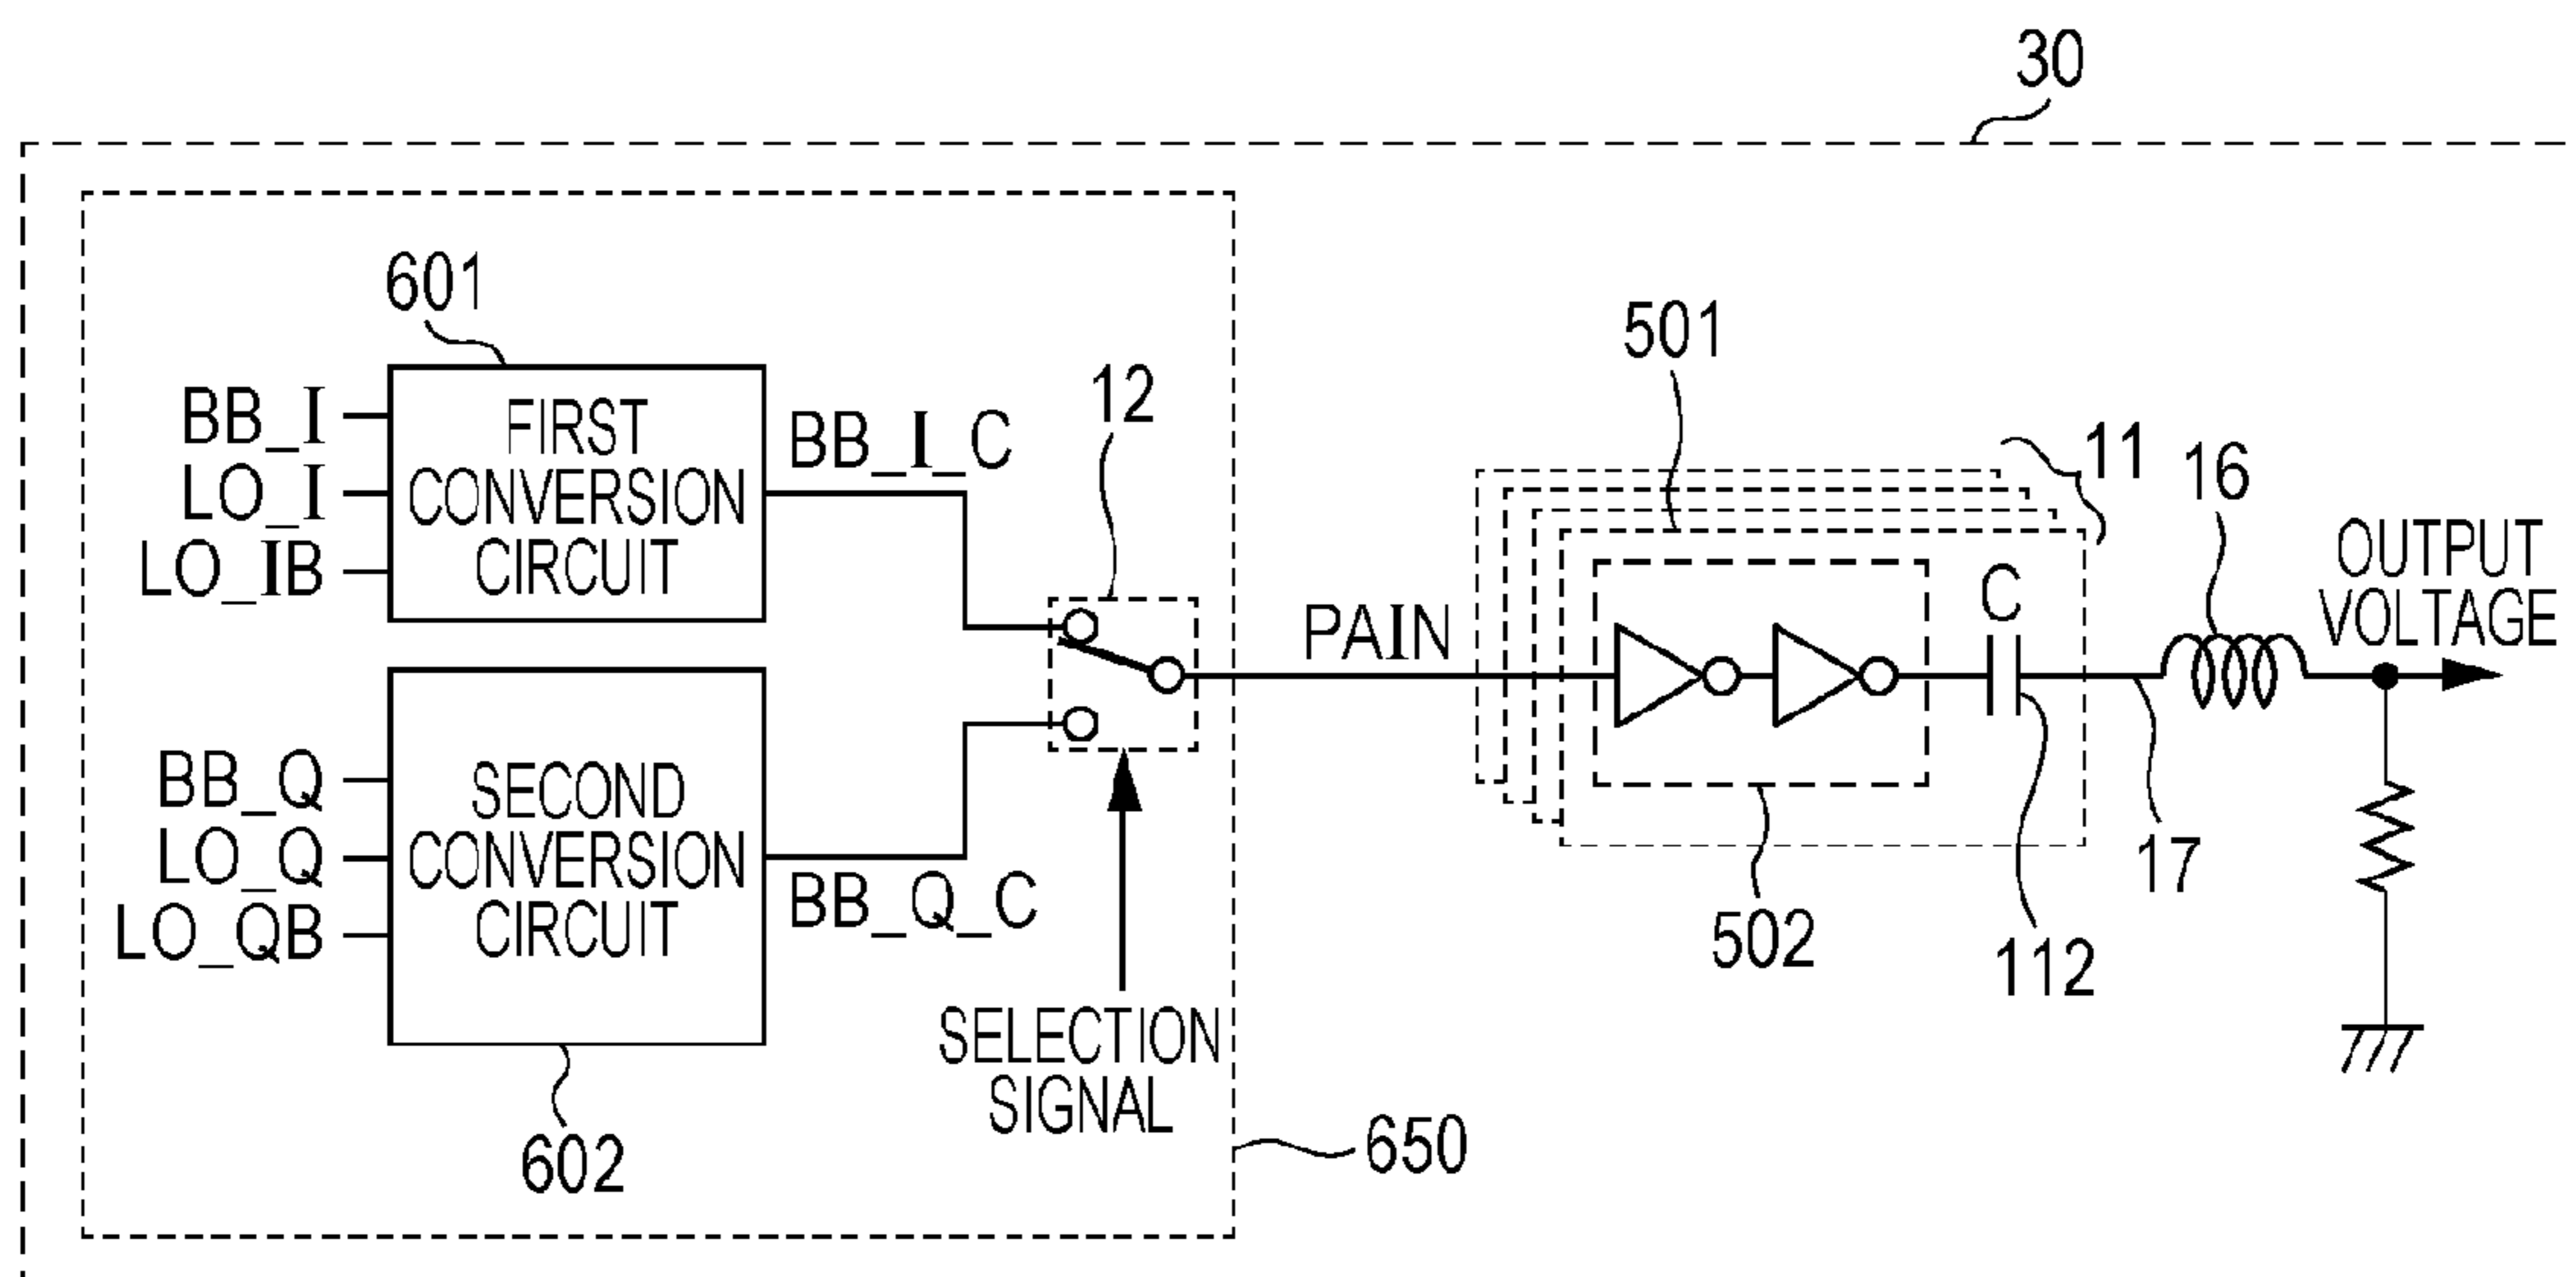 30
601
BB_I
LO_I
LO_IB
FIRST
CONVERSION
CIRCUIT
BB_I_C
12
501
11
16
OUTPUT
VOLTAGE
C
PAIN
BB_Q
LO_Q
LO_QB
SECOND
CONVERSION
CIRCUIT
BB_Q_C
502
112
17
SELECTION
SIGNAL
602
650